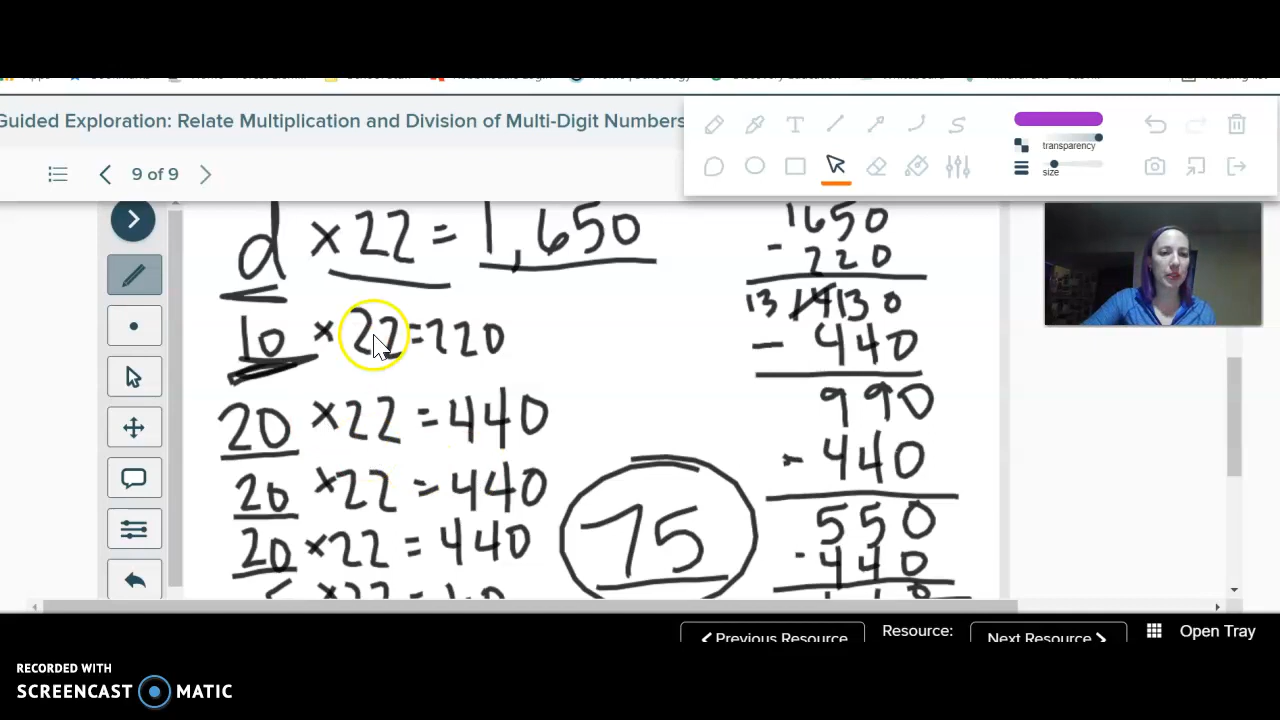 Guided Exploration: Relate Multiplication and Division of Multi-Digit Numbers
transparency
size
9 of 9
d × 22 = 1,650
10 × 22 = 220
20 × 22 = 440
20 × 22 = 440
20 × 22 = 440
75
1650
- 220
13 14130
- 440
990
- 440
550
- 440
Previous Resource
Resource:
Next Resource
Open Tray
RECORDED WITH
SCREENCAST MATIC